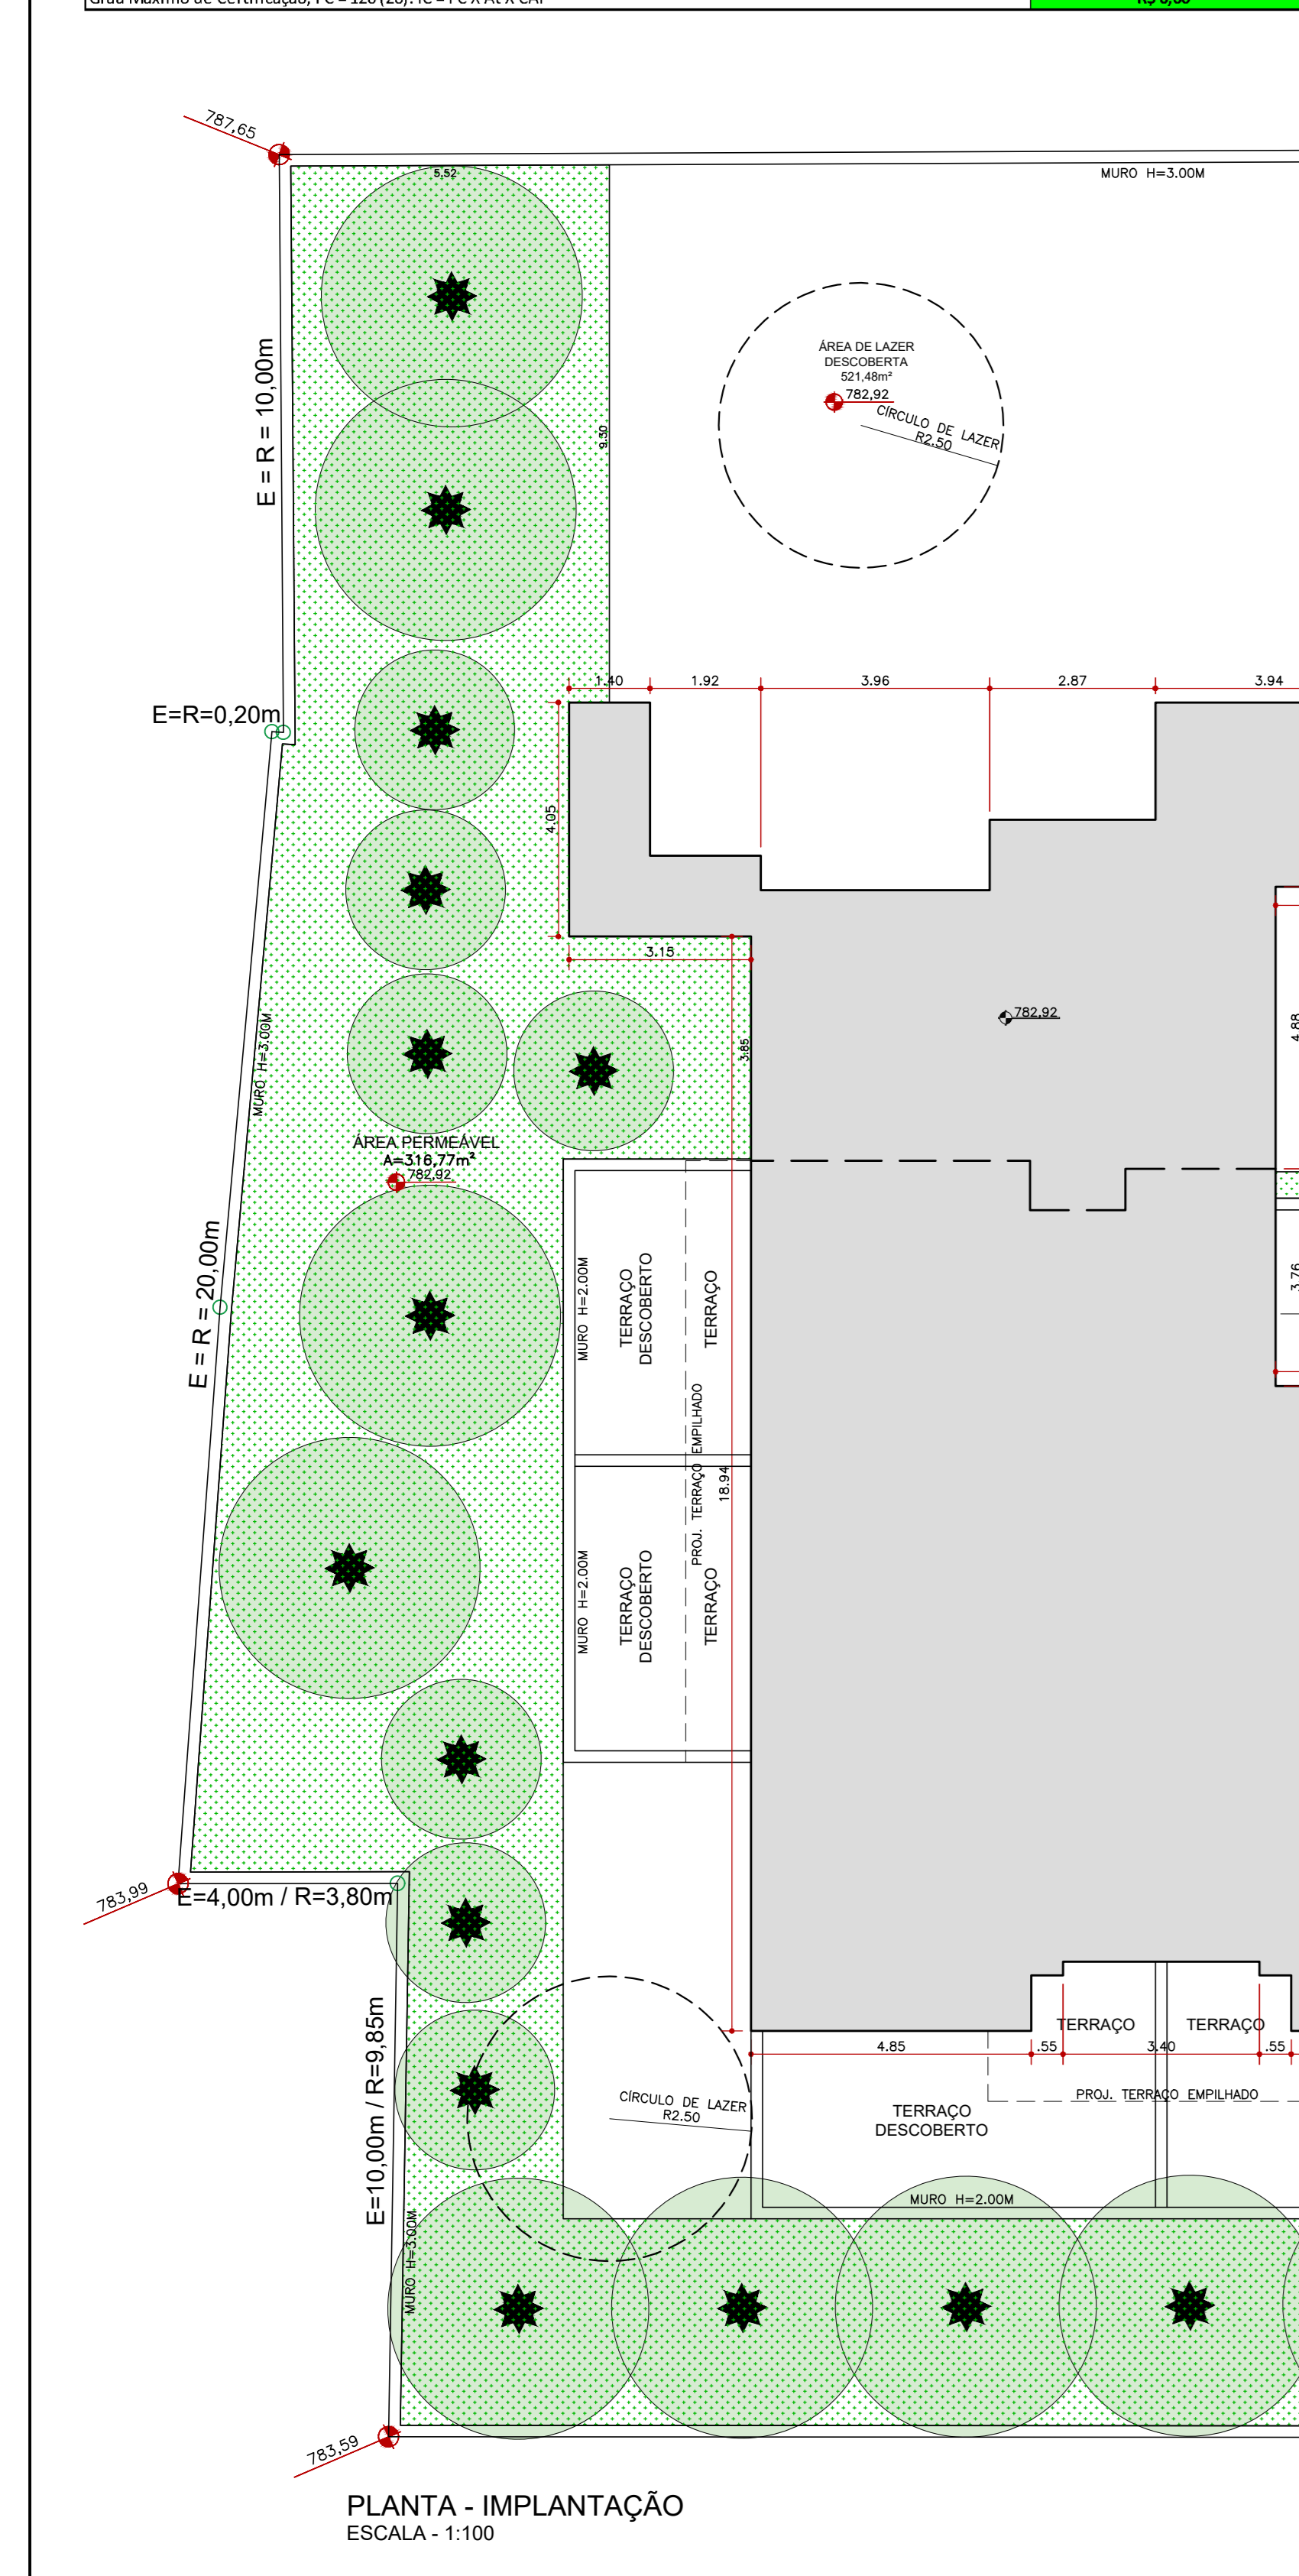 787,65
5.52
MURO H=3.00M
E = R = 10,00m
ÁREA DE LAZER
DESCOBERTA
521,48m²
782,92
CÍRCULO DE LAZER
R2.50
9.30
1.40
1.92
3.96
2.87
3.94
E=R=0,20m
4.05
3.15
782,92
4.88
3.85
MURO H=3.00M
ÁREA PERMEÁVEL
A=316,77m²
782,92
E = R = 20,00m
MURO H=2.00M
TERRAÇO
DESCOBERTO
TERRAÇO
3.76
PROJ. TERRAÇO EMPILHADO
18.94
MURO H=2.00M
TERRAÇO
DESCOBERTO
TERRAÇO
783,99
E=4,00m / R=3,80m
E=10,00m / R=9,85m
TERRAÇO
TERRAÇO
4.85
.55
3.40
.55
CÍRCULO DE LAZER
R2.50
PROJ. TERRAÇO EMPILHADO
TERRAÇO
DESCOBERTO
MURO H=2.00M
MURO H=3.00M
783,59
PLANTA - IMPLANTAÇÃO
ESCALA - 1:100